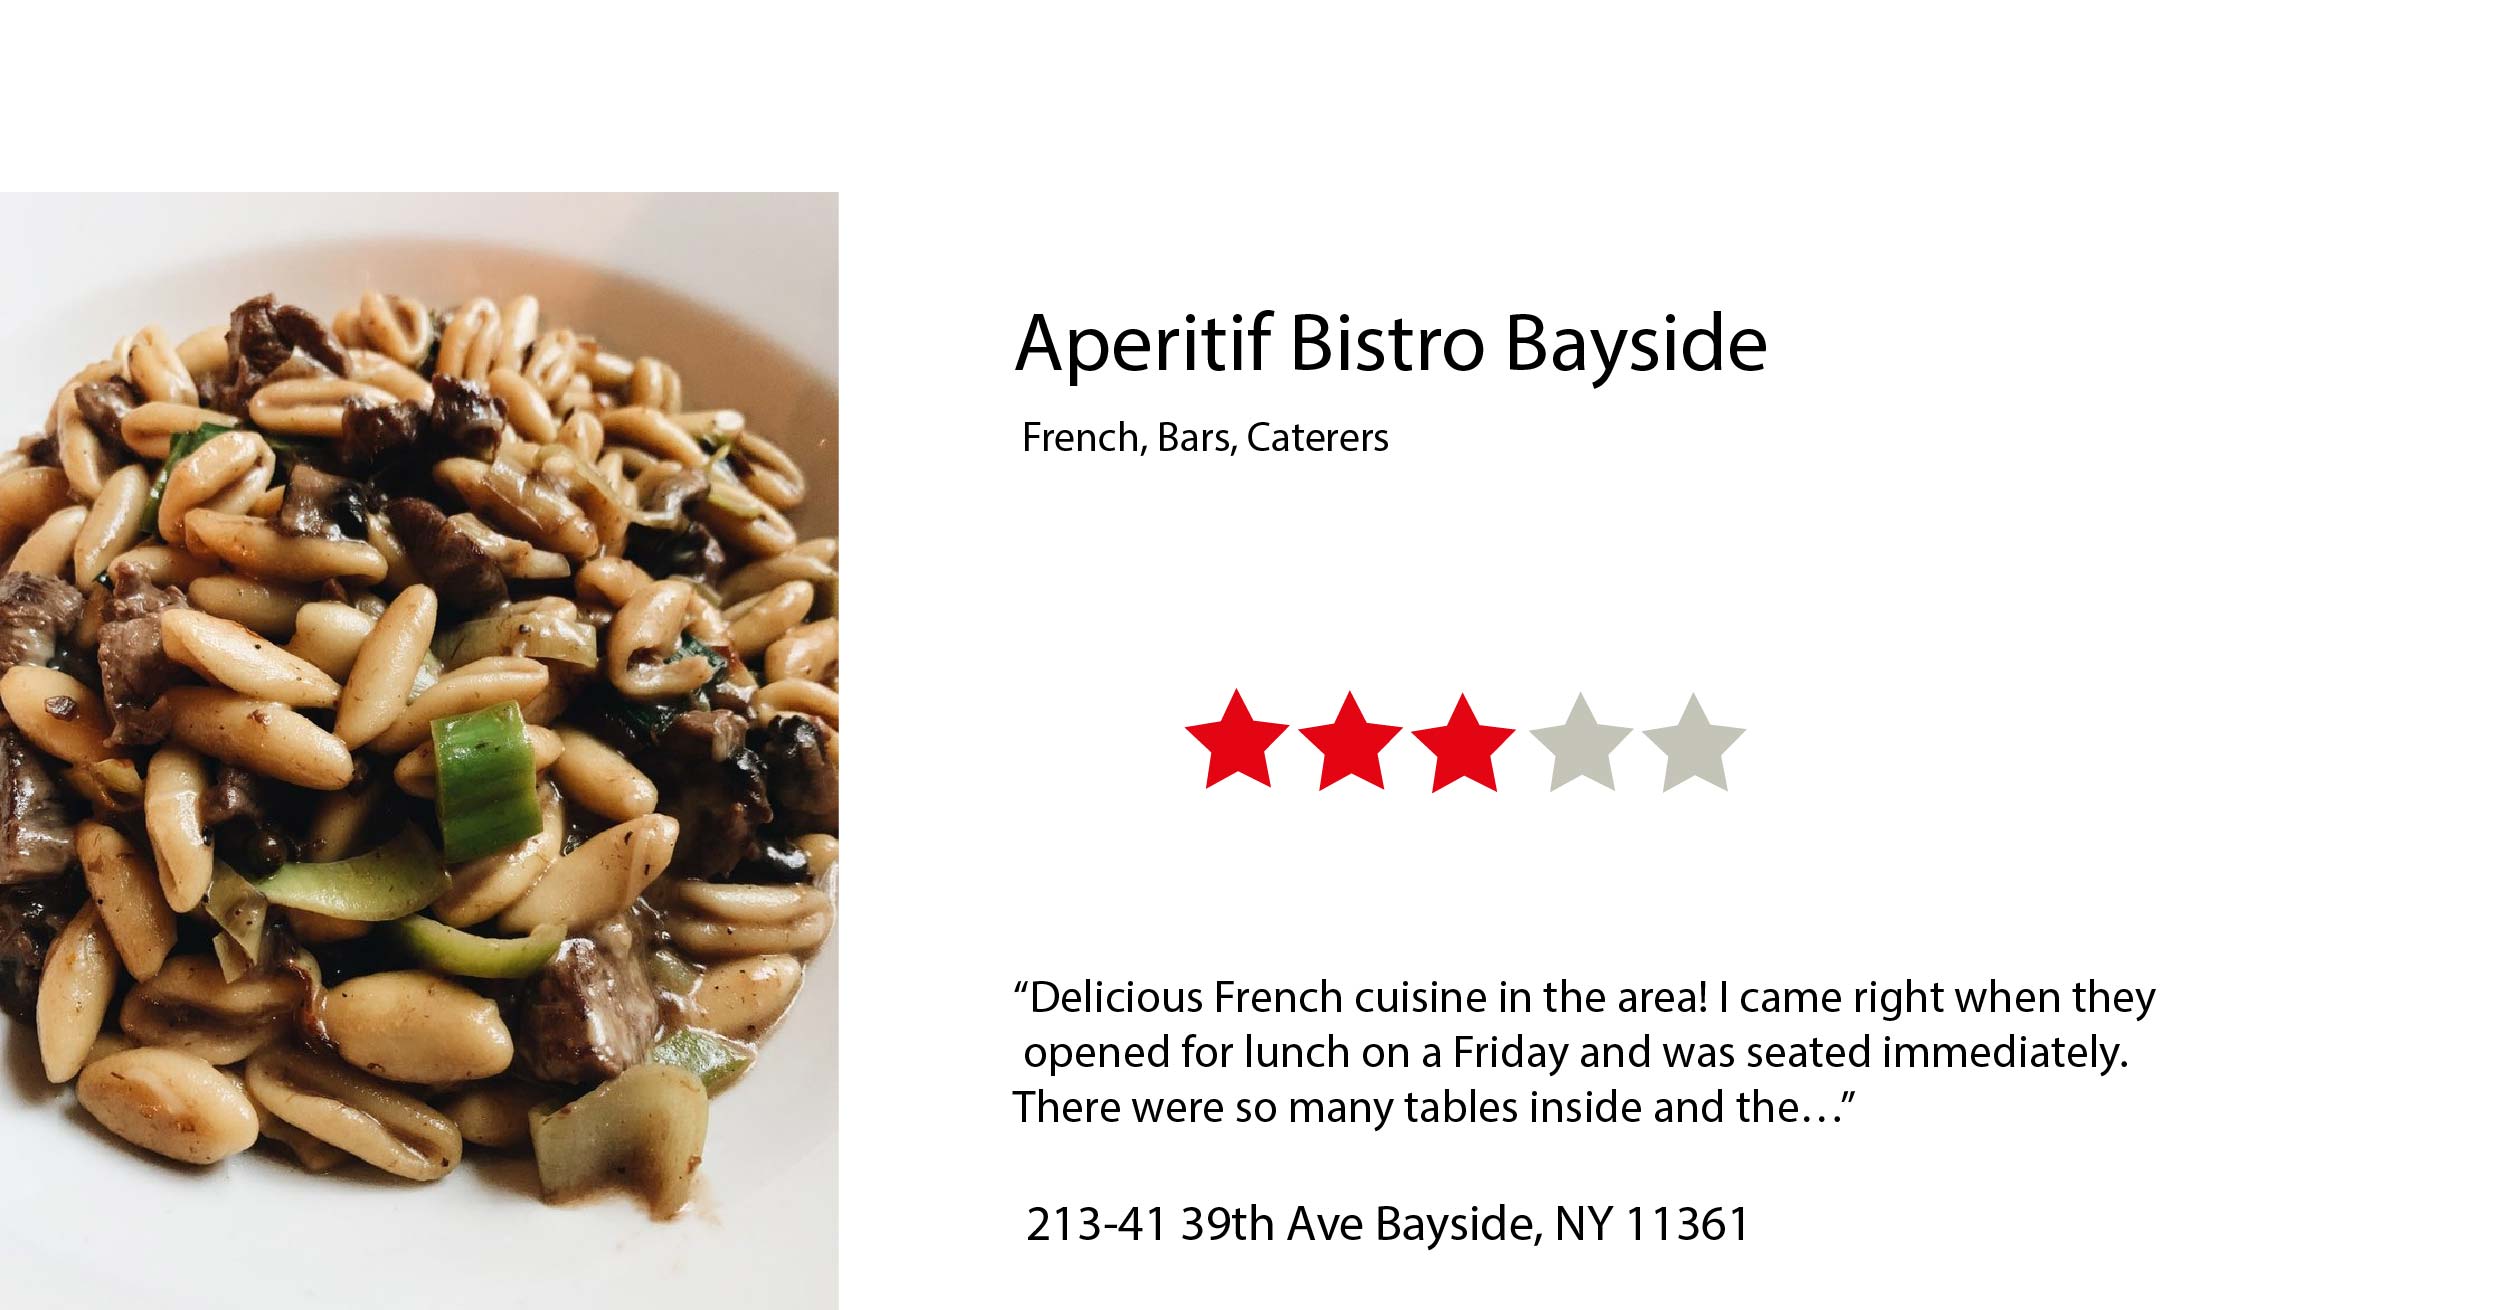 Aperitif Bistro Bayside
French, Bars, Caterers
“Delicious French cuisine in the area! I came right when they
opened for lunch on a Friday and was seated immediately.
There were so many tables inside and the…”
213-41 39th Ave Bayside, NY 11361